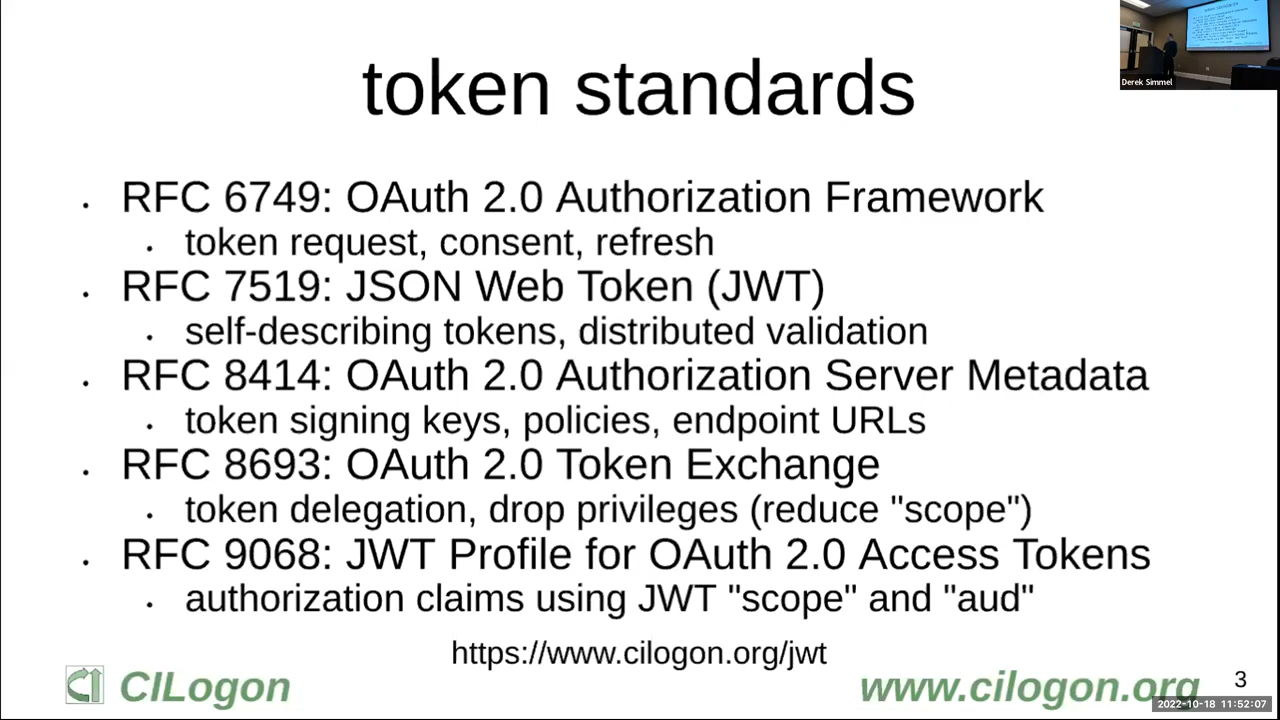 token standards
Derek Simmel
· RFC 6749: OAuth 2.0 Authorization Framework
· token request, consent, refresh
· RFC 7519: JSON Web Token (JWT)
· self-describing tokens, distributed validation
· RFC 8414: OAuth 2.0 Authorization Server Metadata
· token signing keys, policies, endpoint URLs
· RFC 8693: OAuth 2.0 Token Exchange
· token delegation, drop privileges (reduce "scope")
· RFC 9068: JWT Profile for OAuth 2.0 Access Tokens
· authorization claims using JWT "scope" and "aud"
https://www.cilogon.org/jwt
CILogon
www.cilogon.org
3
2022-10-18 11:52:07